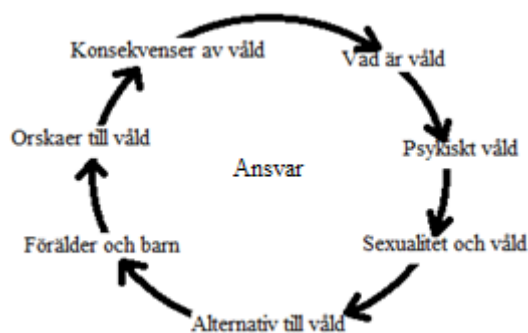 Konsekvenser av våld
Vad är våld
Orskaer till våld
Psykiskt våld
Ansvar
Förälder och barn
Sexualitet och våld
Alternativ till våld